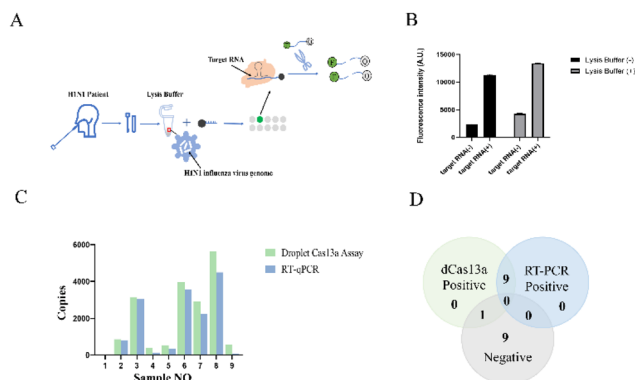 A
H1N1 Patient
Lysis Buffer
Target RNA
H1N1 influenza virus genome
B
Fluorescence intensity (A.U.)
15000
10000
5000
0
target RNA(-)
target RNA(+)
target RNA(-)
target RNA(+)
Lysis Buffer (-)
Lysis Buffer (+)
C
Copies
6000
4000
2000
0
1 2 3 4 5 6 7 8 9
Sample NO
Droplet Cas13a Assay
RT-qPCR
D
dCas13a
Positive
0
9
RT-PCR
Positive
0
0
1
0
9
Negative